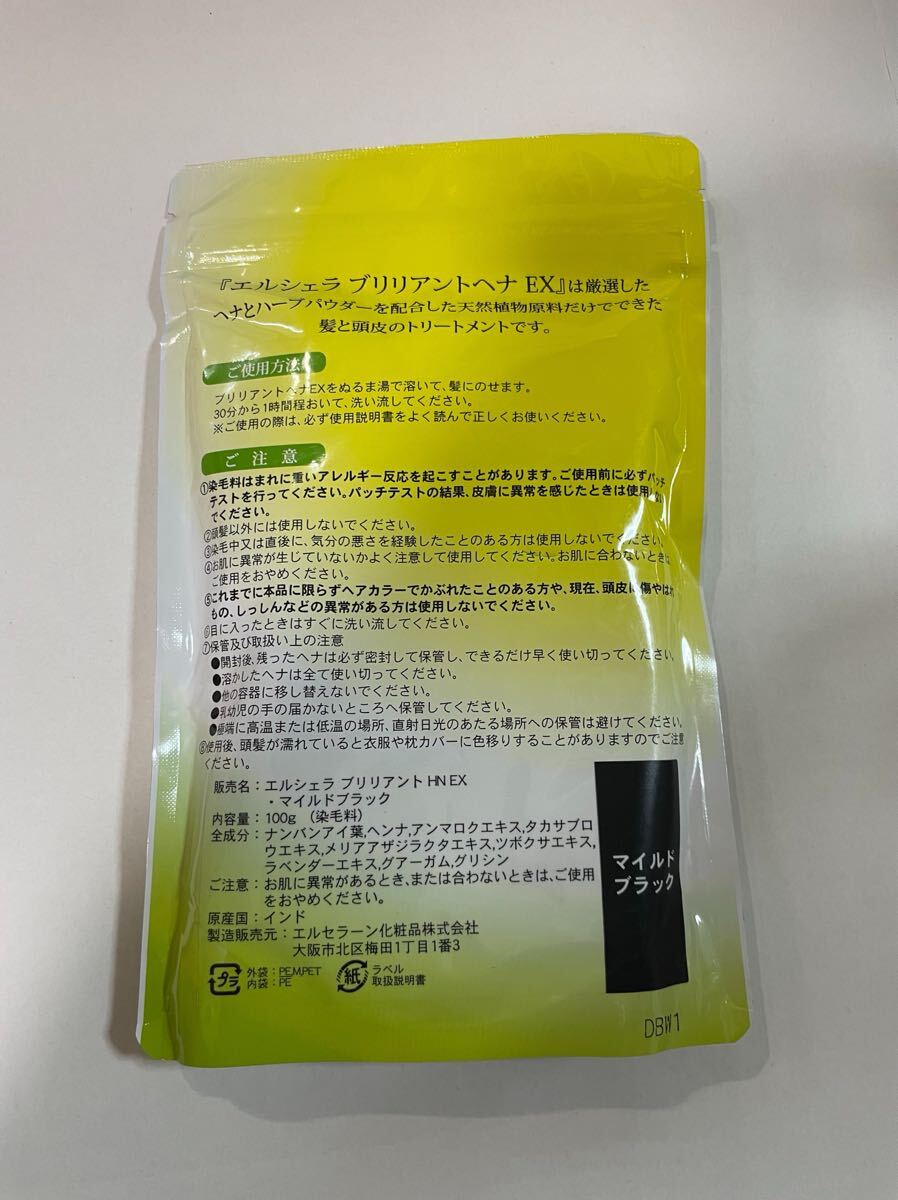 『エルシェラ ブリリアントヘナ EX』は厳選した
ヘナとハーブパウダーを配合した天然植物原料だけでできた
髪と頭皮のトリートメントです。
ご使用方法
ブリリアントヘナEXをぬるま湯で溶いて、髪にのせます。
30分から1時間程おいて、洗い流してください。
※ご使用の際は、必ず使用説明書をよく読んで正しくお使いください。
ご注意
①染毛料はまれに重いアレルギー反応を起こすことがあります。ご使用前に必ずパッチ
テストを行ってください。パッチテストの結果、皮膚に異常を感じたときは使用しない
でください。
②頭髪以外には使用しないでください。
③染毛中又は直後に、気分の悪さを経験したことのある方は使用しないでください。
④お肌に異常が生じていないかよく注意して使用してください。お肌に合わないときは
ご使用をおやめください。
⑤これまでに本品に限らずヘアカラーでかぶれたことのある方や、現在、頭皮に傷やはれ
もの、しっしんなどの異常がある方は使用しないでください。
⑥目に入ったときはすぐに洗い流してください。
⑦保管及び取扱い上の注意
●開封後、残ったヘナは必ず密封して保管し、できるだけ早く使い切ってください。
●溶かしたヘナは全て使い切ってください。
●他の容器に移し替えないでください。
●乳幼児の手の届かないところへ保管してください。
●極端に高温または低温の場所、直射日光のあたる場所への保管は避けてください。
⑧使用後、頭髪が濡れていると衣服や枕カバーに色移りすることがありますのでご注意
ください。
販売名：エルシェラ ブリリアント HN EX
・マイルドブラック
内容量：100g （染毛料）
全成分：ナンバンアイ葉,ヘンナ,アンマロクエキス,タカサブロ
ウエキス,メリアアザジラクタエキス,ツボクサエキス,
ラベンダーエキス,グアーガム,グリシン
ご注意：お肌に異常があるとき、または合わないときは、ご使用
をおやめください。
原産国：インド
製造販売元：エルセラーン化粧品株式会社
大阪市北区梅田1丁目1番3
プラ 外袋：PE,M,PET
内袋：PE
紙 ラベル
取扱説明書
マイルド
ブラック
DBW1